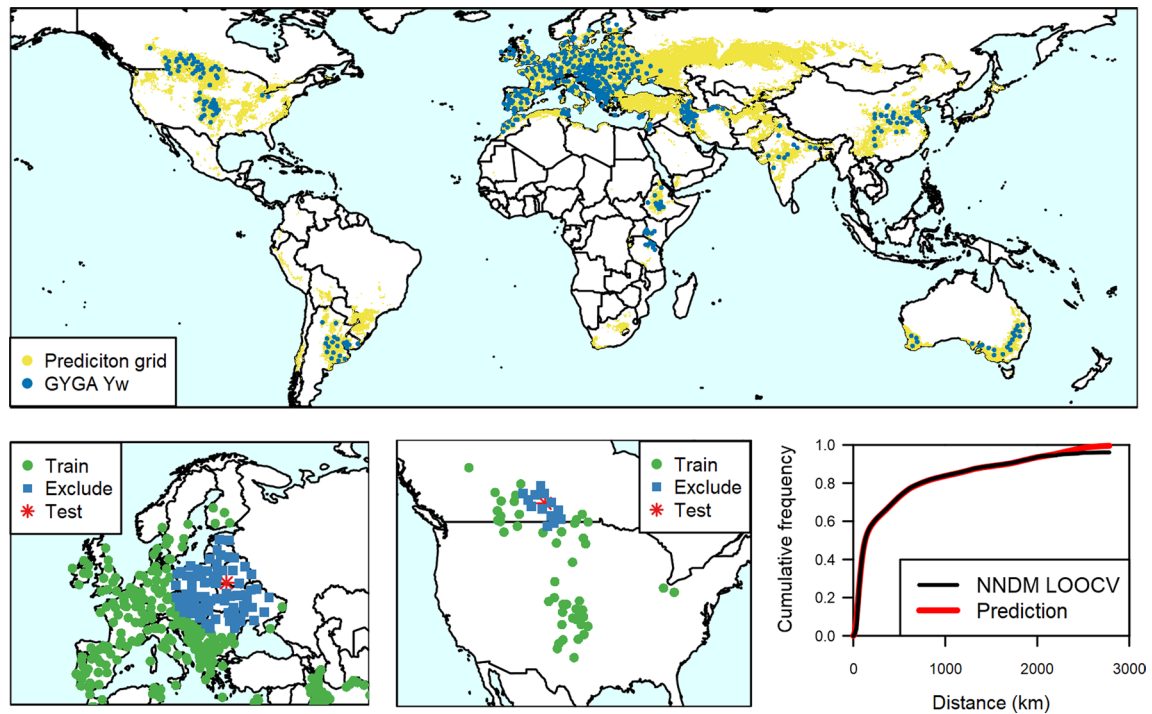 Prediciton grid
GYGA Yw
Train
Exclude
Test
Train
Exclude
Test
Cumulative frequency
1.0
0.8
0.6
0.4
0.2
0.0
NNDM LOOCV
Prediction
0
1000
2000
3000
Distance (km)